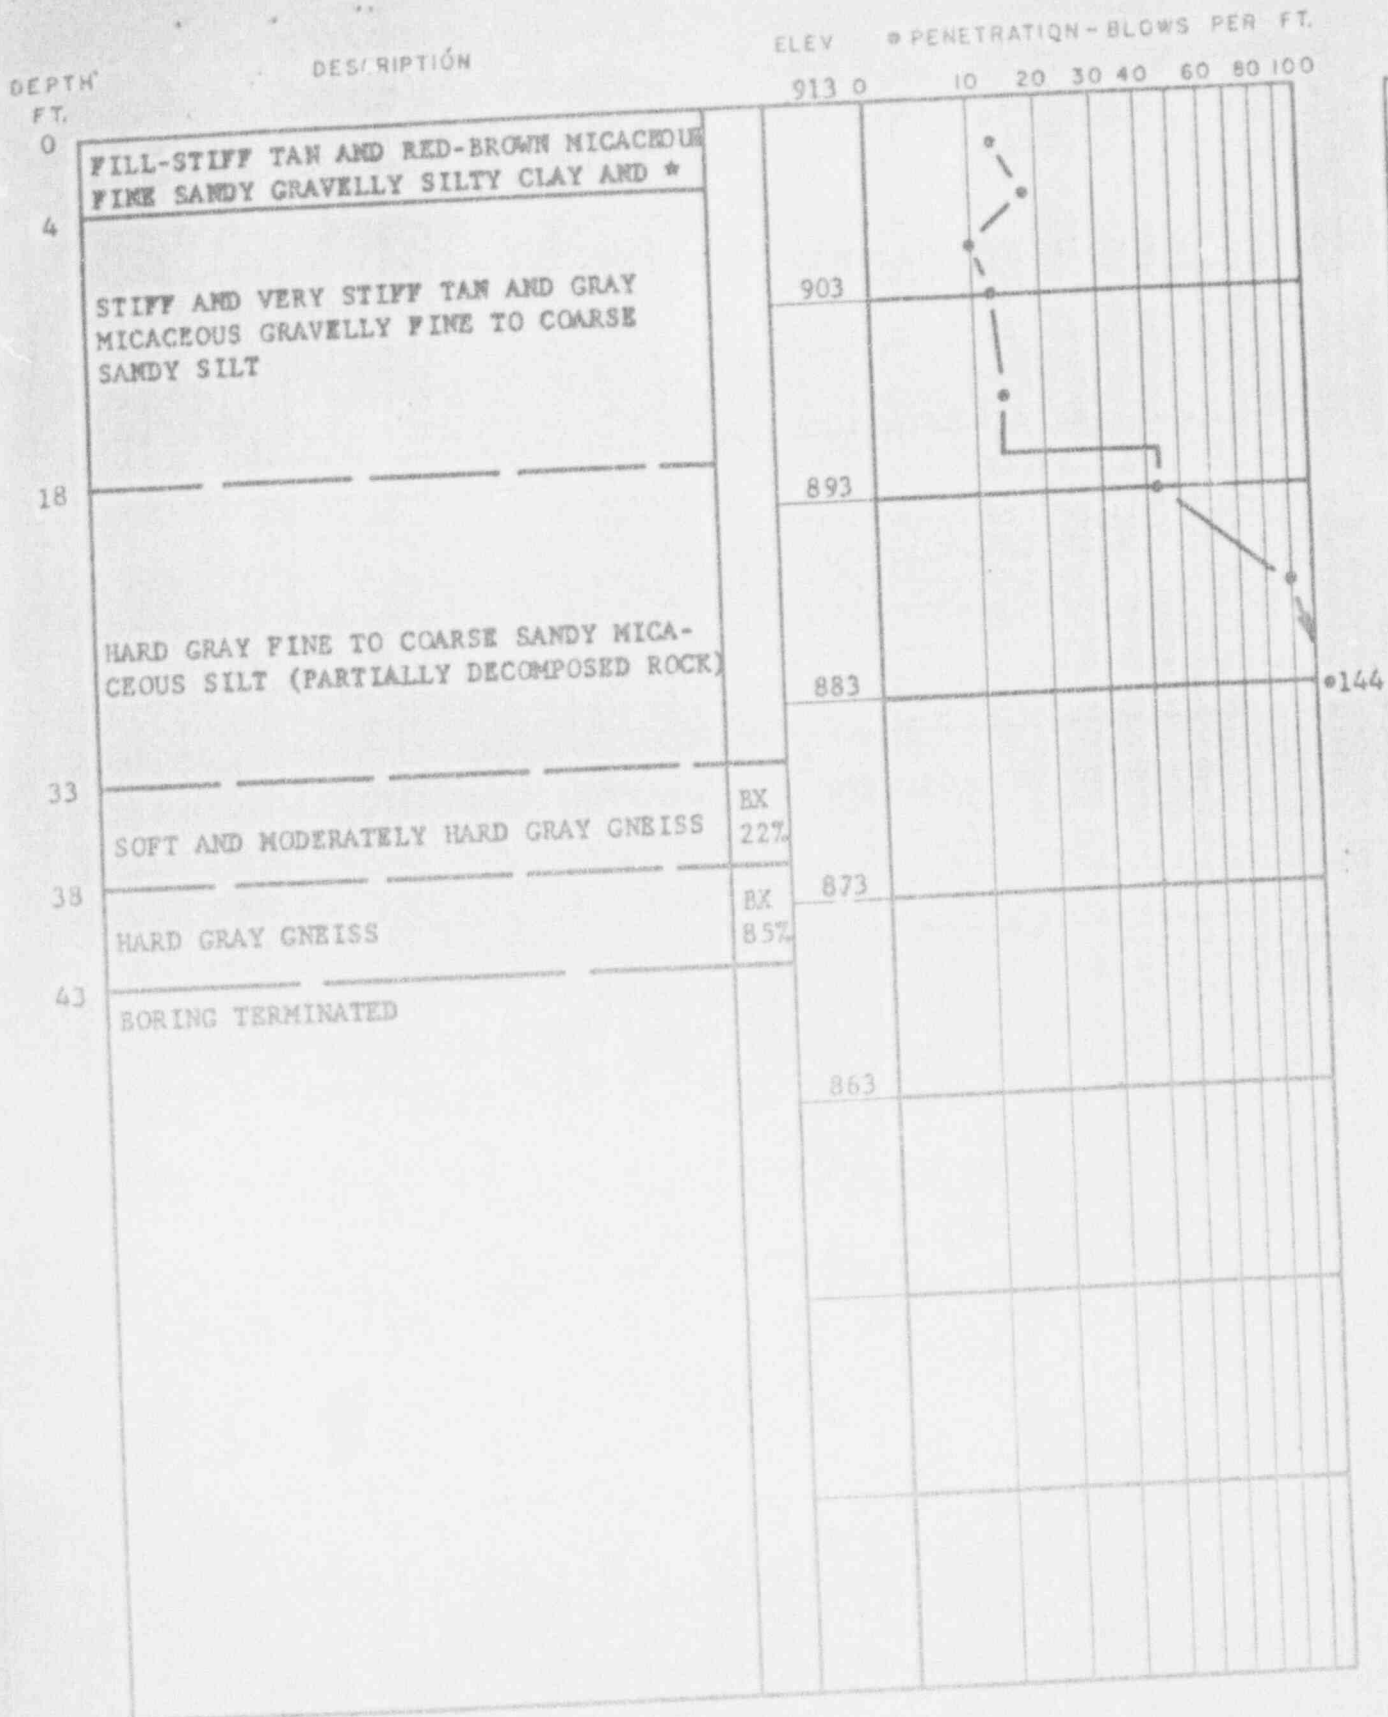 DEPTH
FT.
DESCRIPTION
ELEV
PENETRATION - BLOWS PER FT.
913 0 10 20 30 40 60 80 100
0
FILL-STIFF TAN AND RED-BROWN MICACEOUS
FINE SANDY GRAVELLY SILTY CLAY AND *
4
STIFF AND VERY STIFF TAN AND GRAY
MICACEOUS GRAVELLY FINE TO COARSE
SANDY SILT
903
18
893
HARD GRAY FINE TO COARSE SANDY MICA-
CEOUS SILT (PARTIALLY DECOMPOSED ROCK)
883
144
33
SOFT AND MODERATELY HARD GRAY GNEISS
BX
22%
38
873
HARD GRAY GNEISS
BX
85%
43
BORING TERMINATED
863